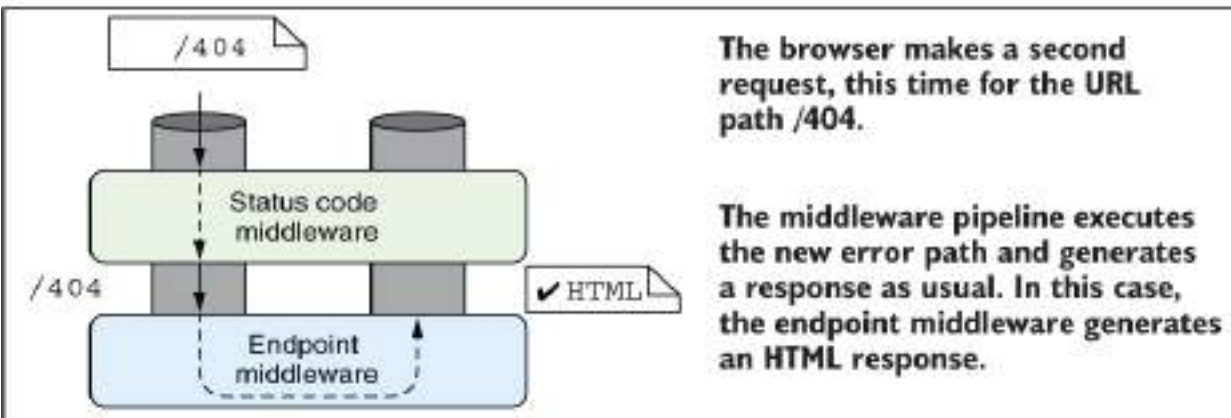 /404
The browser makes a second
request, this time for the URL
path /404.
Status code
middleware
The middleware pipeline executes
the new error path and generates
a response as usual. In this case,
the endpoint middleware generates
an HTML response.
/404
✔ HTML
Endpoint
middleware